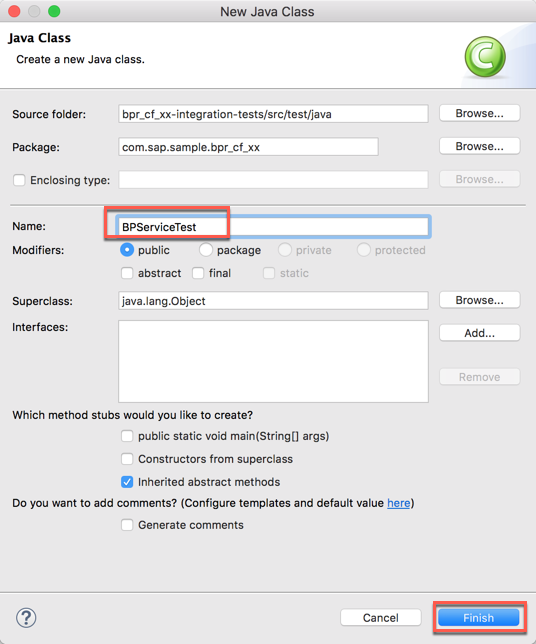 New Java Class
Java Class
Create a new Java class.
C
Source folder: bpr_cf_xx-integration-tests/src/test/java Browse...
Package: com.sap.sample.bpr_cf_xx Browse...
Enclosing type: Browse...
Name: BPServiceTest
Modifiers: public package private protected
abstract final static
Superclass: java.lang.Object Browse...
Interfaces: Add...
Remove
Which method stubs would you like to create?
public static void main(String[] args)
Constructors from superclass
Inherited abstract methods
Do you want to add comments? (Configure templates and default value here)
Generate comments
? Cancel Finish